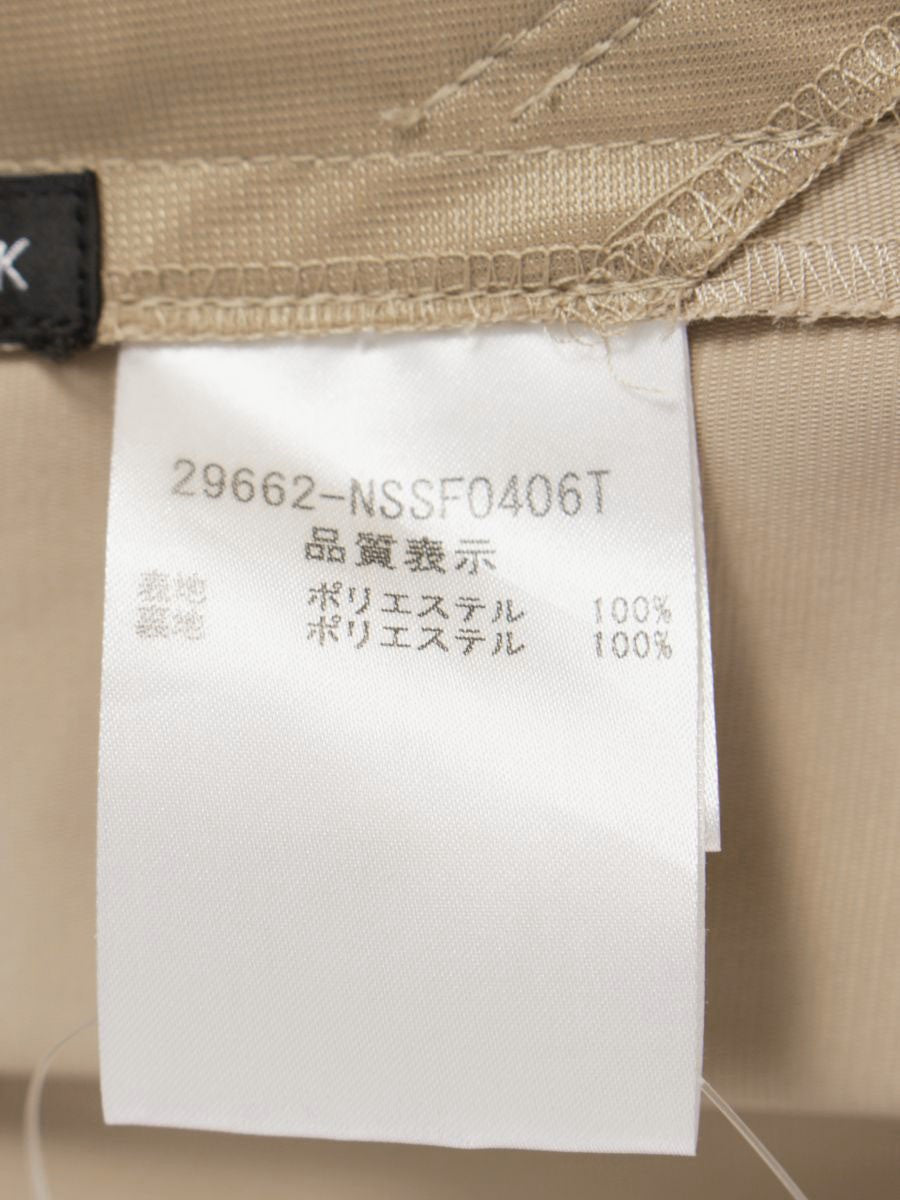 K
29662-NSSF0406T
品質表示
表地 ポリエステル 100%
裏地 ポリエステル 100%